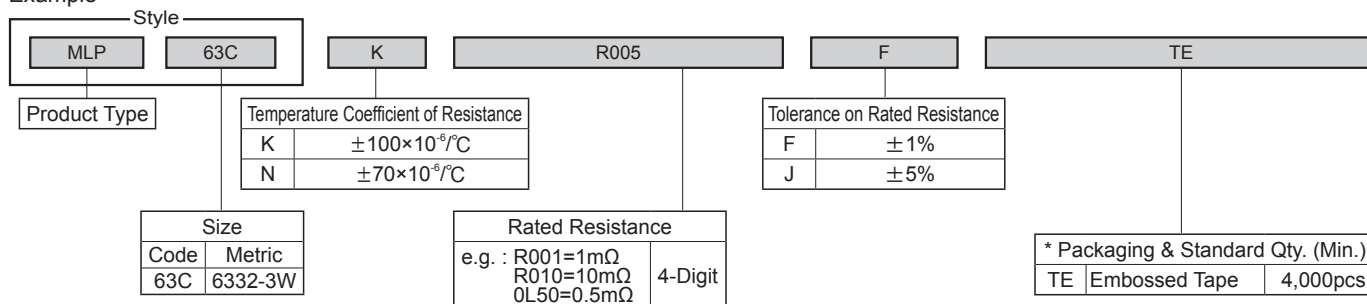 Example
Style
MLP 63C K R005 F TE
Product Type
Temperature Coefficient of Resistance
K ±100×10⁻⁶/℃
N ±70×10⁻⁶/℃
Tolerance on Rated Resistance
F ±1%
J ±5%
Size
Code Metric
63C 6332-3W
Rated Resistance
e.g. : R001=1mΩ
R010=10mΩ
0L50=0.5mΩ
4-Digit
* Packaging & Standard Qty. (Min.)
TE Embossed Tape 4,000pcs